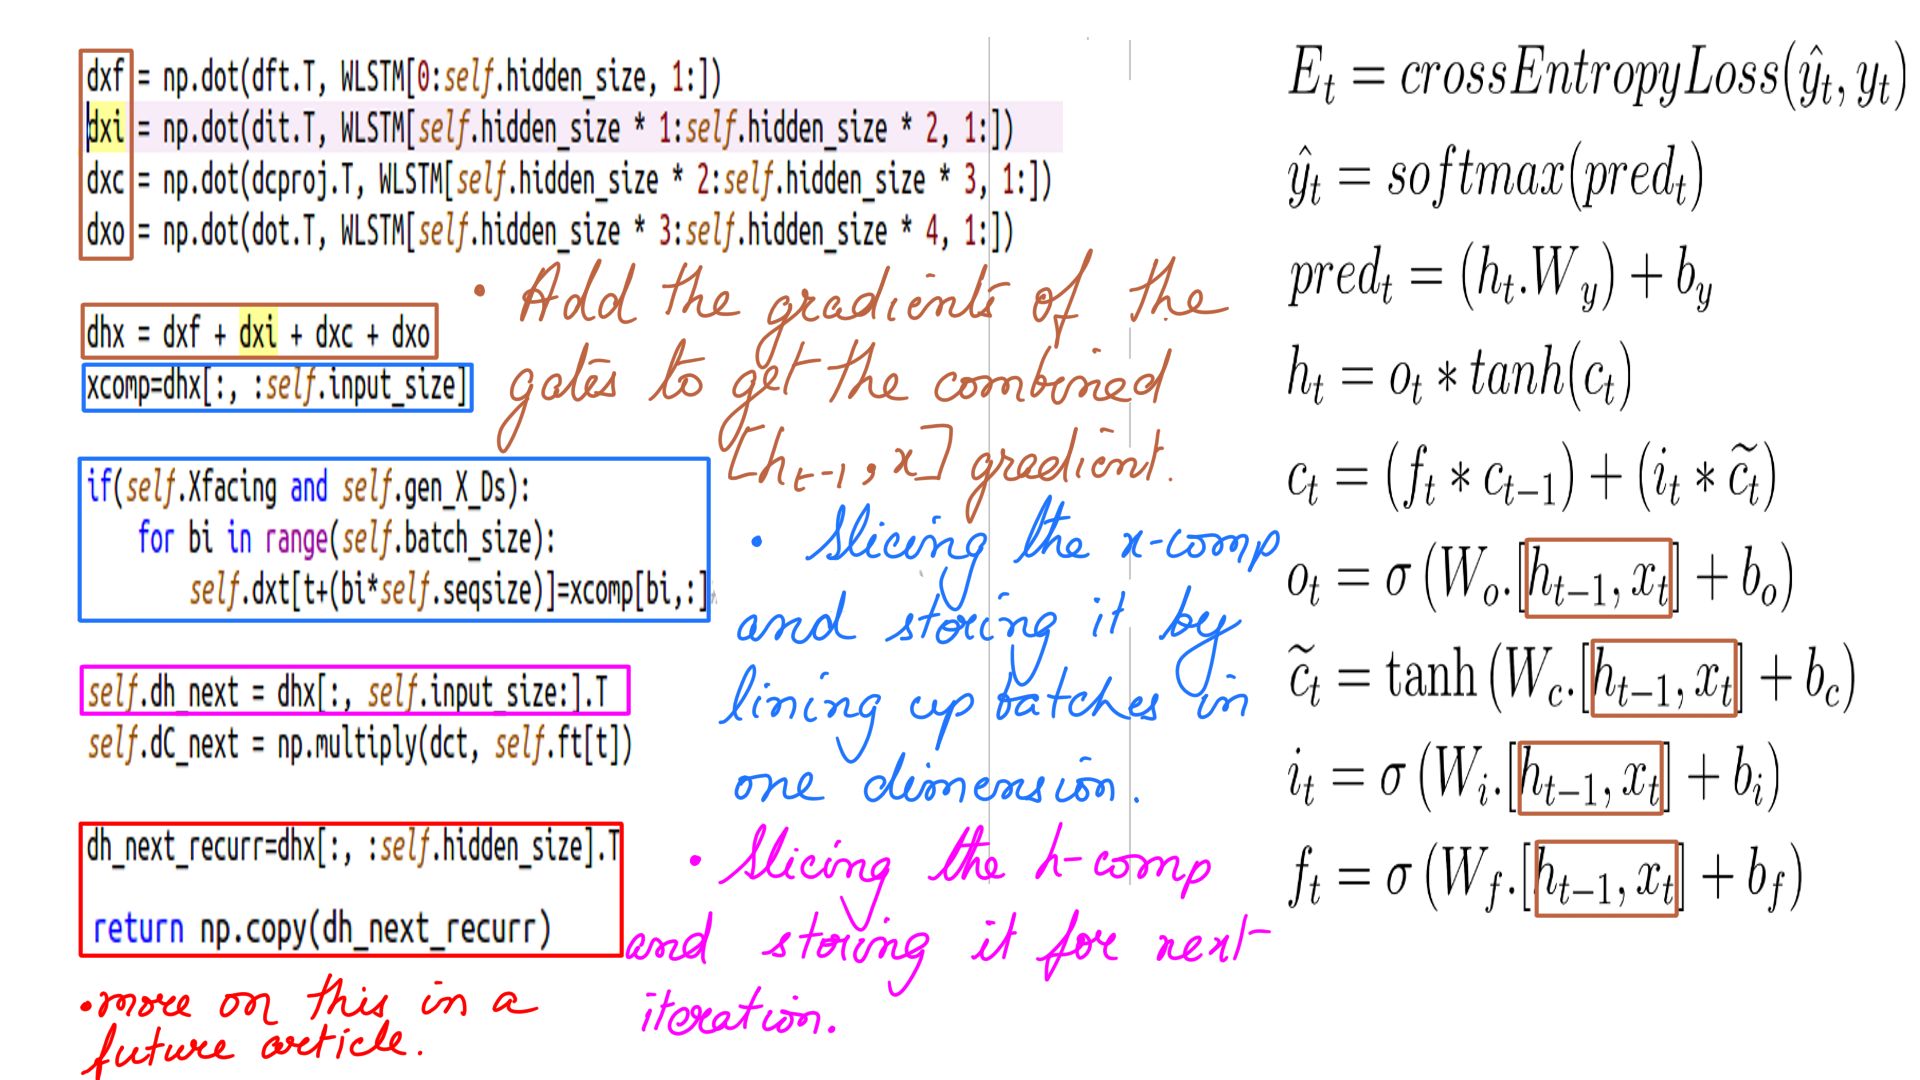 dxf = np.dot(dft.T, WLSTM[0:self.hidden_size, 1:])
dxi = np.dot(dit.T, WLSTM[self.hidden_size * 1:self.hidden_size * 2, 1:])
dxc = np.dot(dcproj.T, WLSTM[self.hidden_size * 2:self.hidden_size * 3, 1:])
dxo = np.dot(dot.T, WLSTM[self.hidden_size * 3:self.hidden_size * 4, 1:])
dhx = dxf + dxi + dxc + dxo
xcomp=dhx[:, :self.input_size]
• Add the gradients of the
gates to get the combined
[h_{t-1}, x] gradient.
if(self.Xfacing and self.gen_X_Ds):
for bi in range(self.batch_size):
self.dxt[t+(bi*self.seqsize)]=xcomp[bi,:]
• Slicing the x-comp
and storing it by
lining up batches in
one dimension.
self.dh_next = dhx[:, self.input_size:].T
self.dC_next = np.multiply(dct, self.ft[t])
dh_next_recurr=dhx[:, :self.hidden_size].T
return np.copy(dh_next_recurr)
• Slicing the h-comp
and storing it for next
iteration.
• more on this in a
future article.
E_t = crossEntropyLoss(ŷ_t, y_t)
ŷ_t = softmax(pred_t)
pred_t = (h_t.W_y) + b_y
h_t = o_t * tanh(c_t)
c_t = (f_t * c_{t-1}) + (i_t * c̃_t)
o_t = σ (W_o.[h_{t-1}, x_t] + b_o)
c̃_t = tanh (W_c.[h_{t-1}, x_t] + b_c)
i_t = σ (W_i.[h_{t-1}, x_t] + b_i)
f_t = σ (W_f.[h_{t-1}, x_t] + b_f)